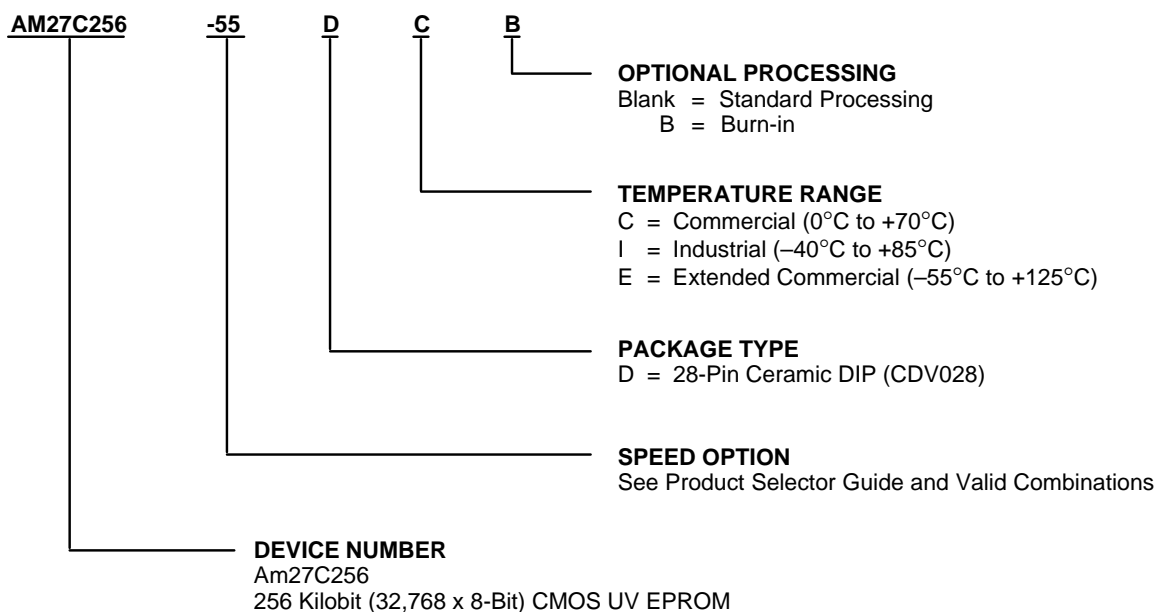 AM27C256 -55 D C B
OPTIONAL PROCESSING
Blank = Standard Processing
B = Burn-in
TEMPERATURE RANGE
C = Commercial (0°C to +70°C)
I = Industrial (–40°C to +85°C)
E = Extended Commercial (–55°C to +125°C)
PACKAGE TYPE
D = 28-Pin Ceramic DIP (CDV028)
SPEED OPTION
See Product Selector Guide and Valid Combinations
DEVICE NUMBER
Am27C256
256 Kilobit (32,768 x 8-Bit) CMOS UV EPROM